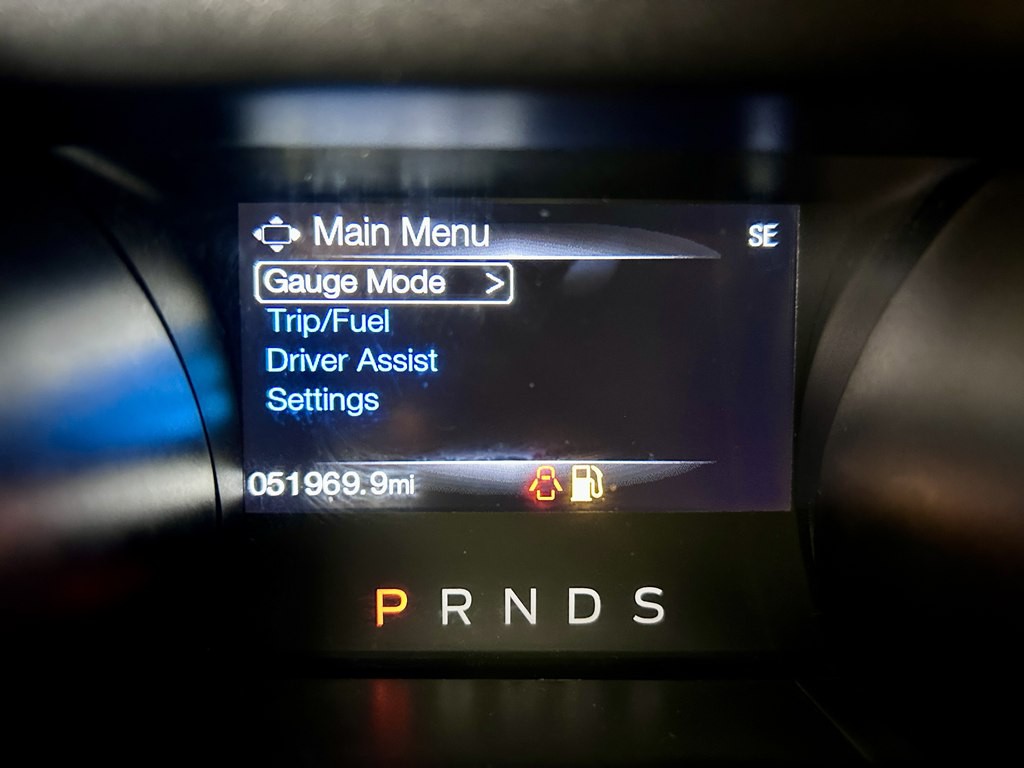 Main Menu SE
Gauge Mode >
Trip/Fuel
Driver Assist
Settings
051969.9mi
P R N D S